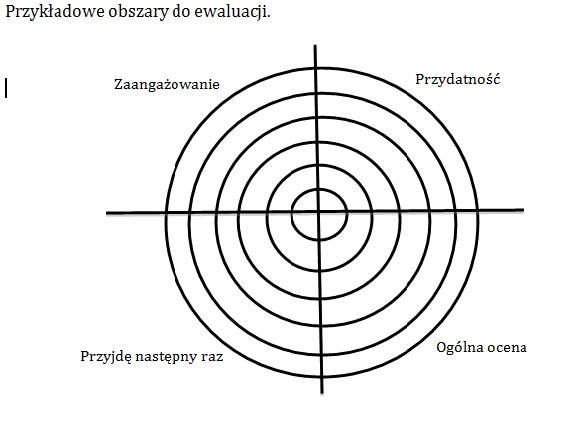 Przykładowe obszary do ewaluacji.
Zaangażowanie
Przydatność
Przyjdę następny raz
Ogólna ocena